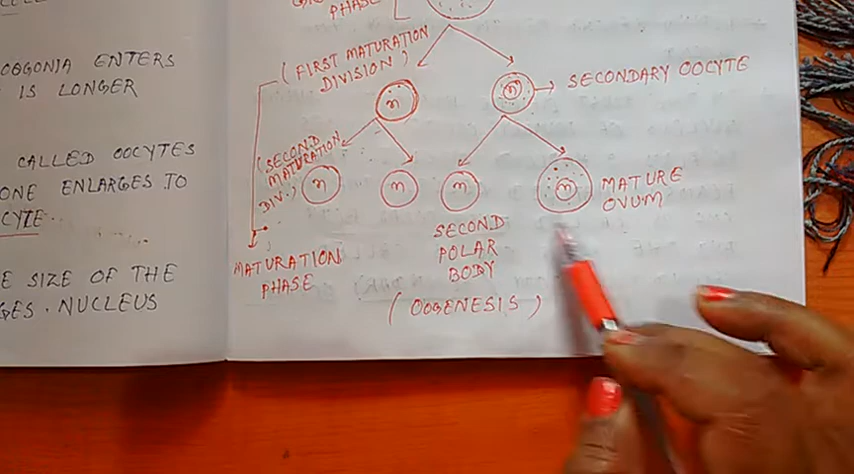 OOGONIA ENTERS
IS LONGER
CALLED OOCYTES
ONE ENLARGES TO
CYTE.
E SIZE OF THE
GES. NUCLEUS
PHASE
(FIRST MATURATION
DIVISION)
n
n
SECONDARY OOCYTE
(SECOND
MATURATION
DIV.)
n
n
n
n
MATURE
OVUM
SECOND
POLAR
BODY
MATURATION
PHASE
(OOGENESIS)